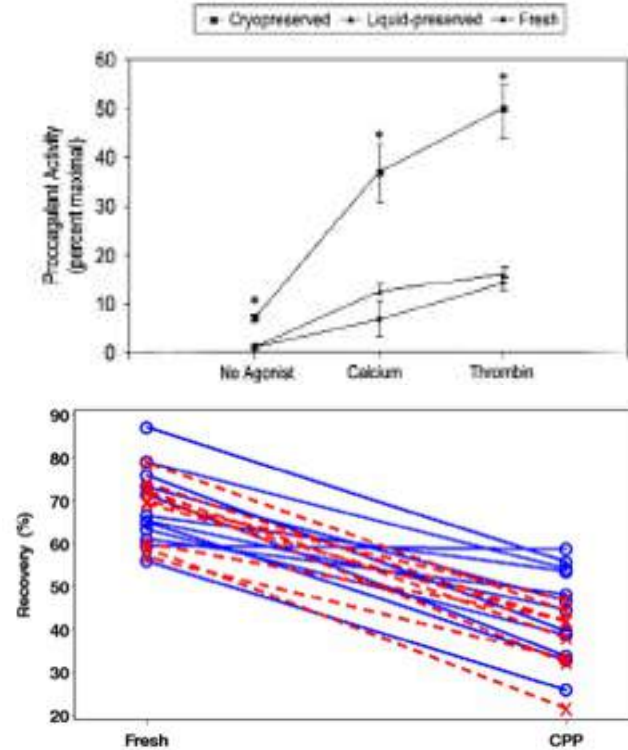 Cryopreserved Liquid-preserved Fresh
Procoagulant Activity
(percent maximal)
60
50
40
30
20
10
0
* * *
No Agonist Calcium Thrombin
Recovery (%)
90
80
70
60
50
40
30
20
Fresh CPP